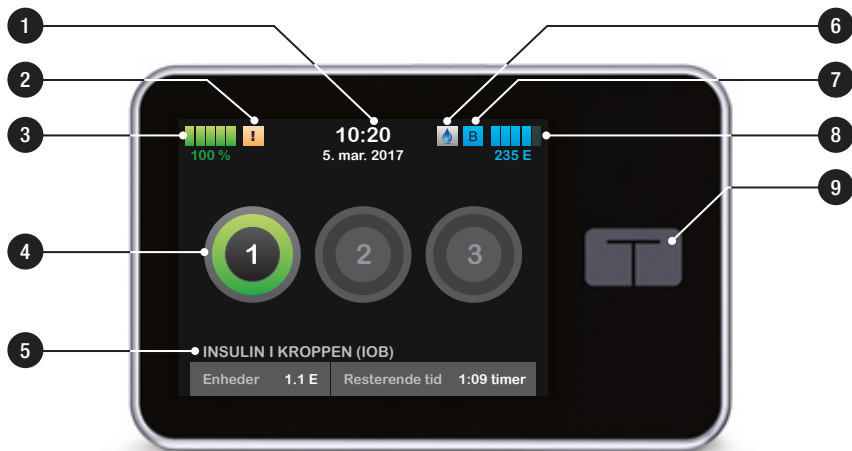 1
6
2
7
3
! 10:20 B
8
100 % 5. mar. 2017 235 E
9
4
1 2 3
5
INSULIN I KROPPEN (IOB)
Enheder 1.1 E Resterende tid 1:09 timer